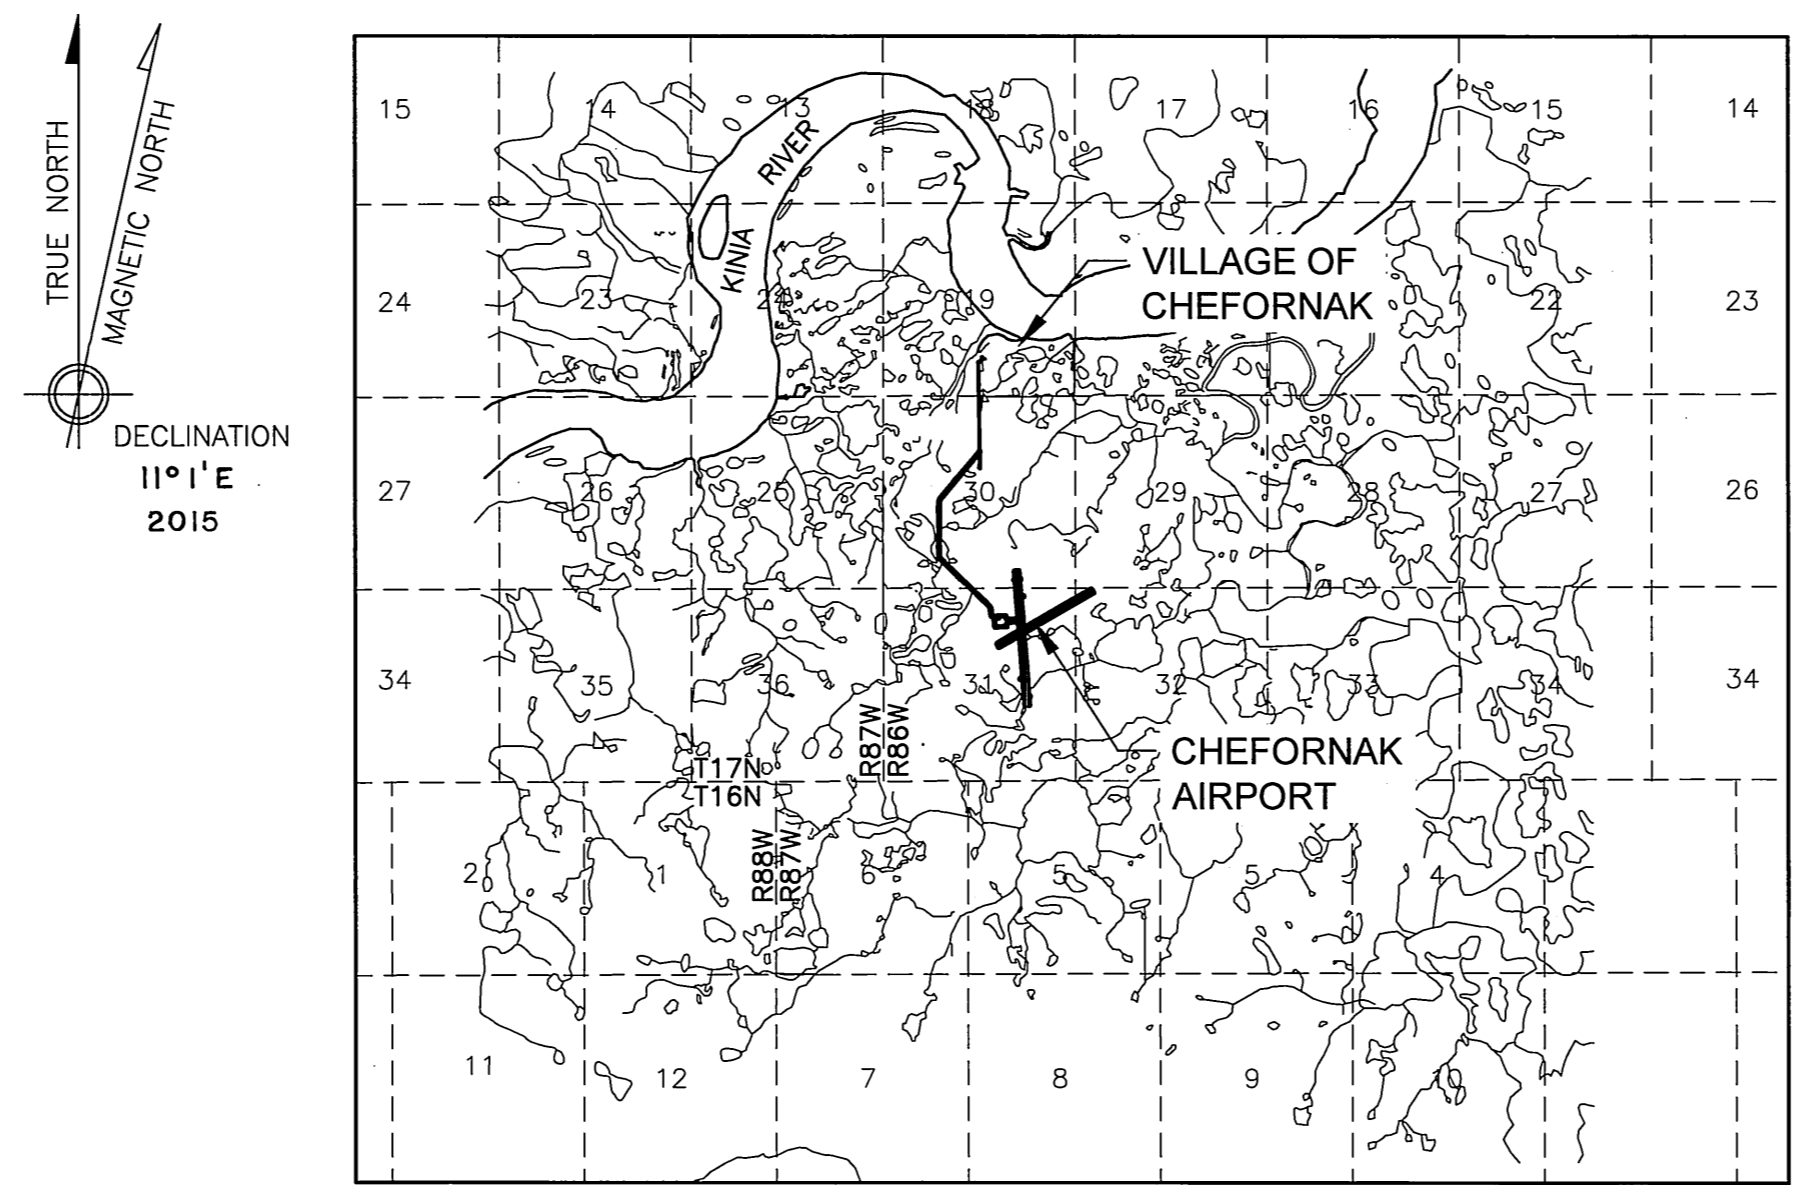 TRUE NORTH
MAGNETIC NORTH
DECLINATION
11° 1' E
2015
15 14 13 18 17 16 15 14
RIVER
KINIA
VILLAGE OF
CHEFORNAK
24 23 24 19 22 23
27 26 25 30 29 28 27 26
34 35 36 31 32 33 34 34
R87W
R86W
CHEFORNAK
AIRPORT
T17N
T16N
R88W
R87W
2 1 6 5 5 4
11 12 7 8 9 10